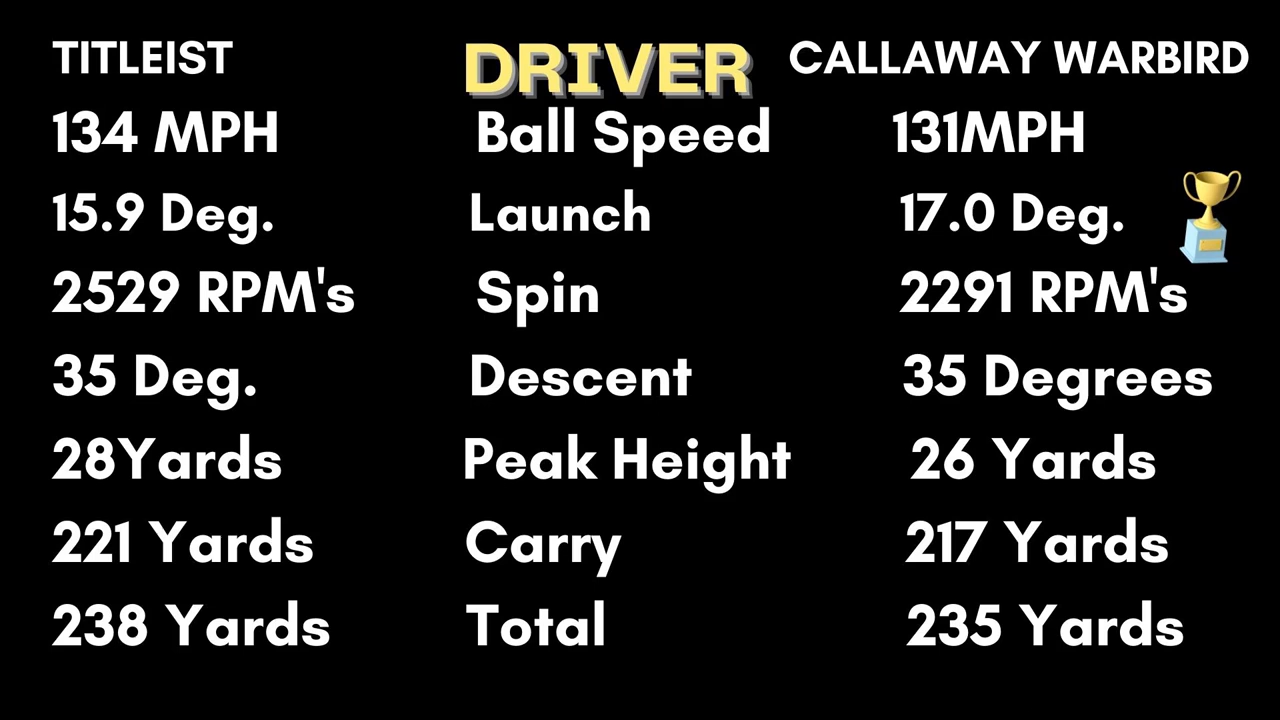 TITLEIST DRIVER CALLAWAY WARBIRD
134 MPH Ball Speed 131MPH
15.9 Deg. Launch 17.0 Deg.
2529 RPM's Spin 2291 RPM's
35 Deg. Descent 35 Degrees
28Yards Peak Height 26 Yards
221 Yards Carry 217 Yards
238 Yards Total 235 Yards